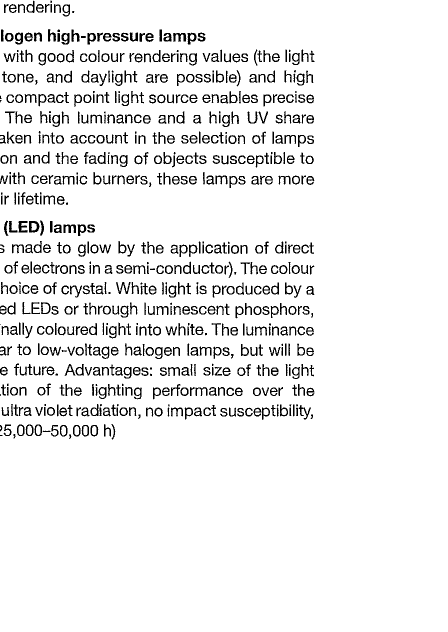 rendering.
logen high-pressure lamps
with good colour rendering values (the light
tone, and daylight are possible) and high
compact point light source enables precise
The high luminance and a high UV share
aken into account in the selection of lamps
on and the fading of objects susceptible to
with ceramic burners, these lamps are more
ir lifetime.
(LED) lamps
s made to glow by the application of direct
of electrons in a semi-conductor). The colour
hoice of crystal. White light is produced by a
ed LEDs or through luminescent phosphors,
nally coloured light into white. The luminance
ar to low-voltage halogen lamps, but will be
e future. Advantages: small size of the light
tion of the lighting performance over the
ultra violet radiation, no impact susceptibility,
25,000–50,000 h)